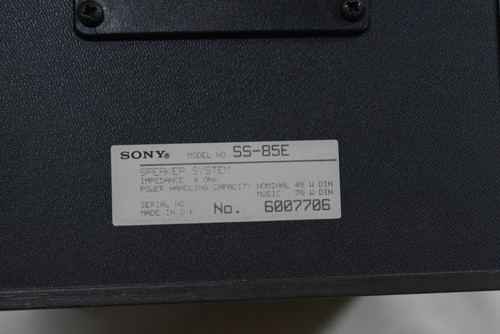 SONY® MODEL NO. SS-85E
SPEAKER SYSTEM
IMPEDANCE 4 Ohm
POWER HANDLING CAPACITY NOMINAL 46 W DIN
MUSIC 70 W DIN
SERIAL NO. No. 6007706
MADE IN U.K